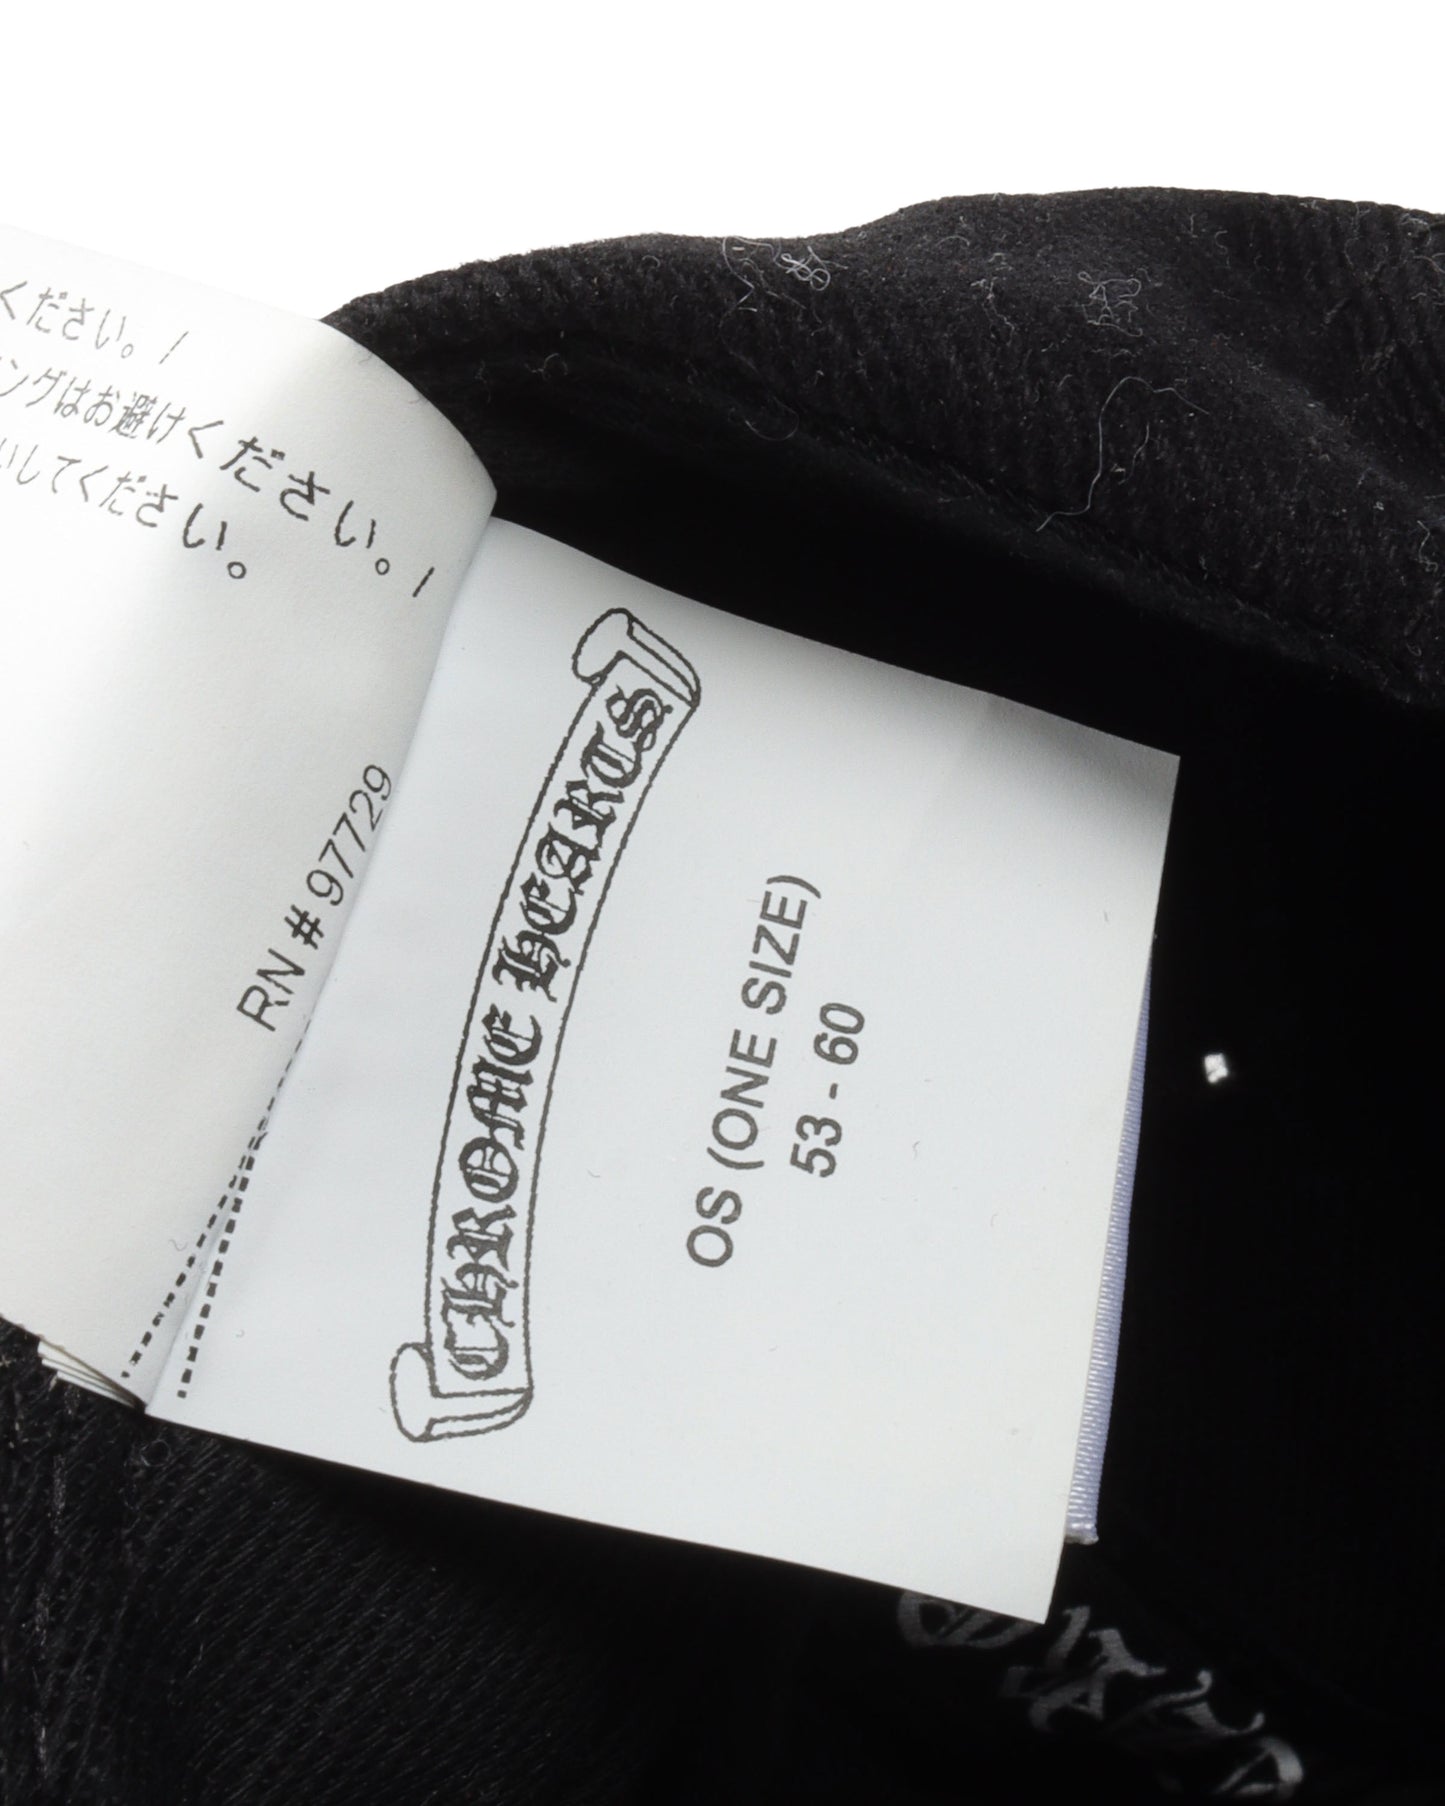 ください。/
ングはお避けください。/
いしてください。
RN # 97729
CHROME HEARTS
OS (ONE SIZE)
53 - 60